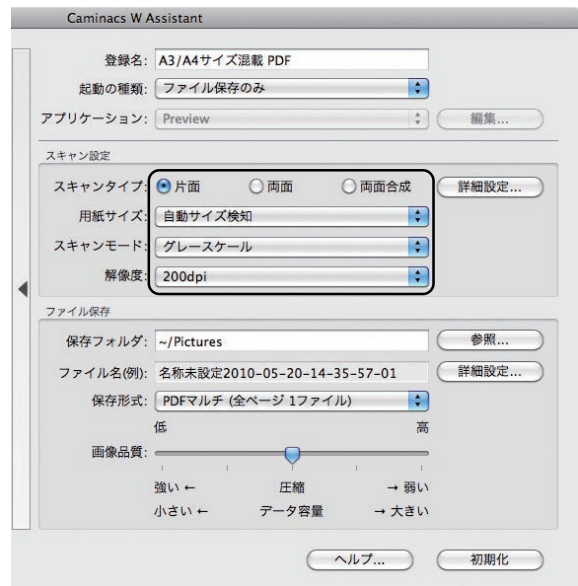 Caminacs W Assistant
登録名: A3/A4サイズ混載 PDF
起動の種類: ファイル保存のみ
アプリケーション: Preview 編集...
スキャン設定
スキャンタイプ: 片面 両面 両面合成 詳細設定...
用紙サイズ: 自動サイズ検知
スキャンモード: グレースケール
解像度: 200dpi
ファイル保存
保存フォルダ: ~/Pictures 参照...
ファイル名(例): 名称未設定2010-05-20-14-35-57-01 詳細設定...
保存形式: PDFマルチ (全ページ 1ファイル)
低 高
画像品質:
強い ← 圧縮 → 弱い
小さい ← データ容量 → 大きい
ヘルプ... 初期化